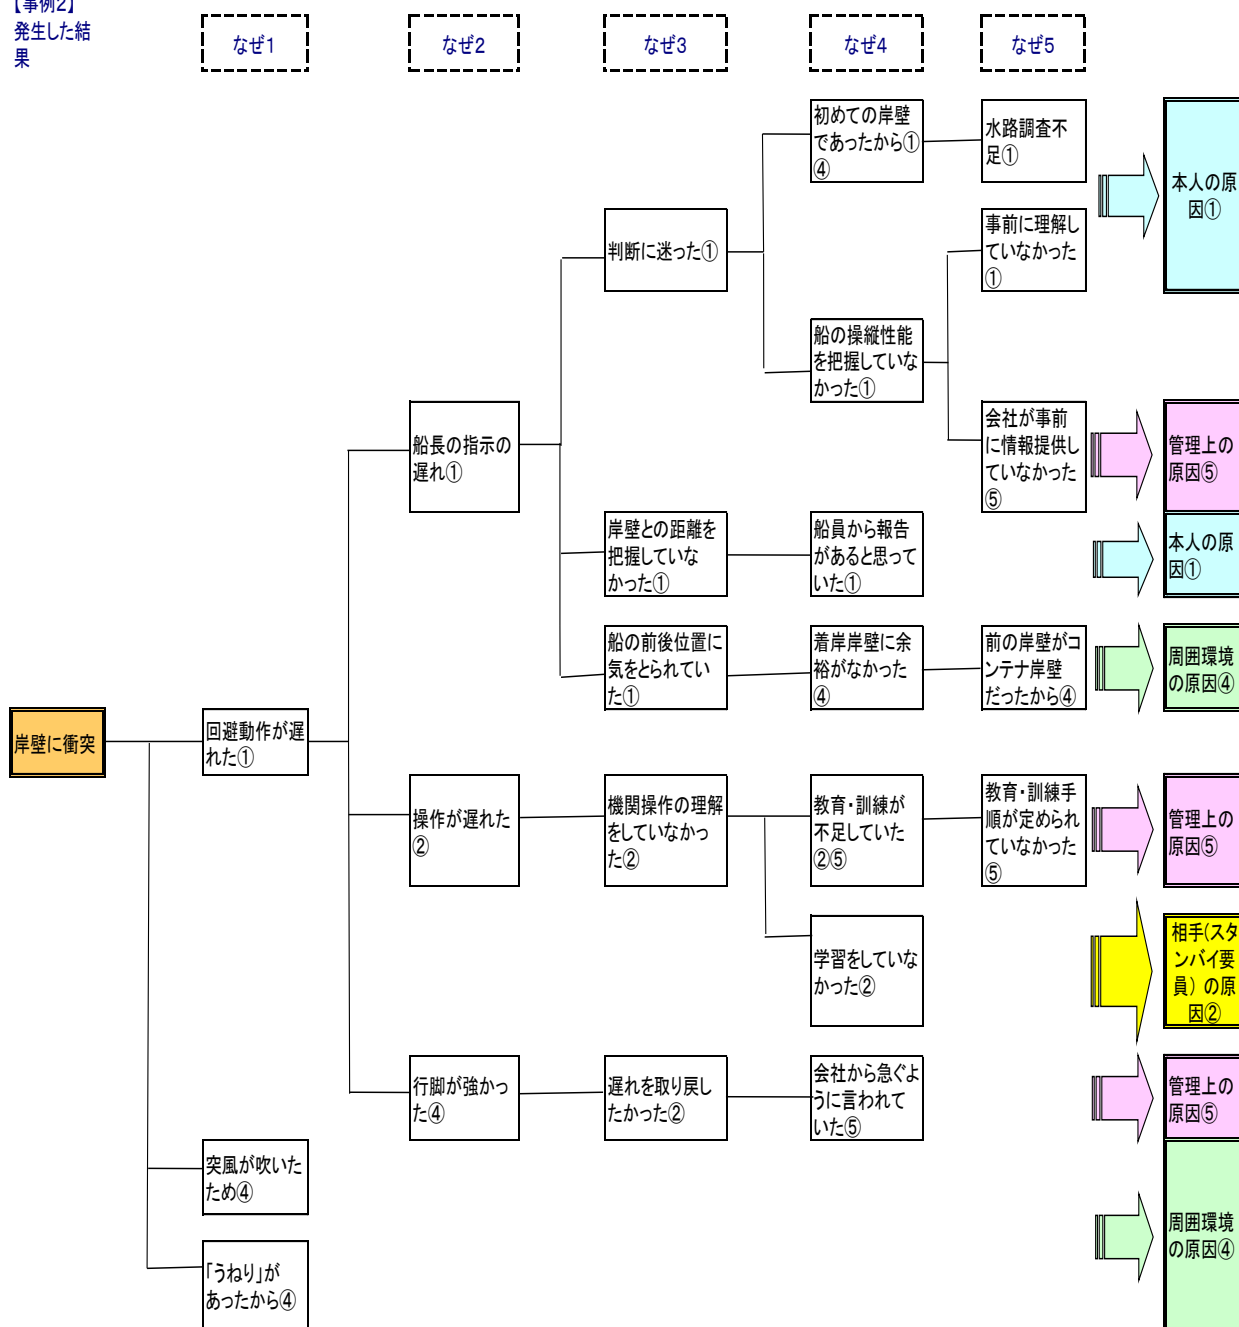 【事例2】
発生した結
果
なぜ1
なぜ2
なぜ3
なぜ4
なぜ5
初めての岸壁
であったから①
④
水路調査不
足①
本人の原
因①
判断に迷った①
事前に理解し
ていなかった
①
船の操縦性能
を把握していな
かった①
船長の指示の
遅れ①
会社が事前
に情報提供し
ていなかった
⑤
管理上の
原因⑤
岸壁との距離を
把握していな
かった①
船員から報告
があると思って
いた①
本人の原
因①
船の前後位置に
気をとられてい
た①
着岸岸壁に余
裕がなかった
④
前の岸壁がコ
ンテナ岸壁
だったから④
周囲環境
の原因④
岸壁に衝突
回避動作が遅
れた①
操作が遅れた
②
機関操作の理解
をしていなかっ
た②
教育・訓練が
不足していた
②⑤
教育・訓練手
順が定められ
ていなかった
⑤
管理上の
原因⑤
学習をしていな
かった②
相手(スタ
ンバイ要
員）の原
因②
行脚が強かっ
た④
遅れを取り戻し
たかった②
会社から急ぐよ
うに言われて
いた⑤
管理上の
原因⑤
突風が吹いた
ため④
周囲環境
の原因④
「うねり」が
あったから④